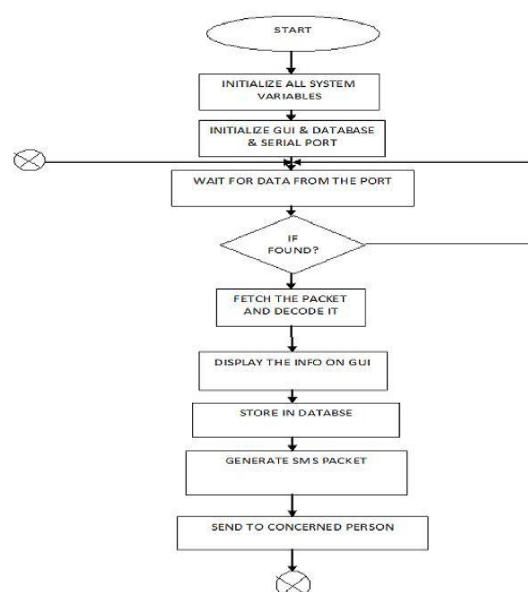 START
INITIALIZE ALL SYSTEM
VARIABLES
INITIALIZE GUI & DATABASE
& SERIAL PORT
WAIT FOR DATA FROM THE PORT
IF
FOUND?
FETCH THE PACKET
AND DECODE IT
DISPLAY THE INFO ON GUI
STORE IN DATABSE
GENERATE SMS PACKET
SEND TO CONCERNED PERSON